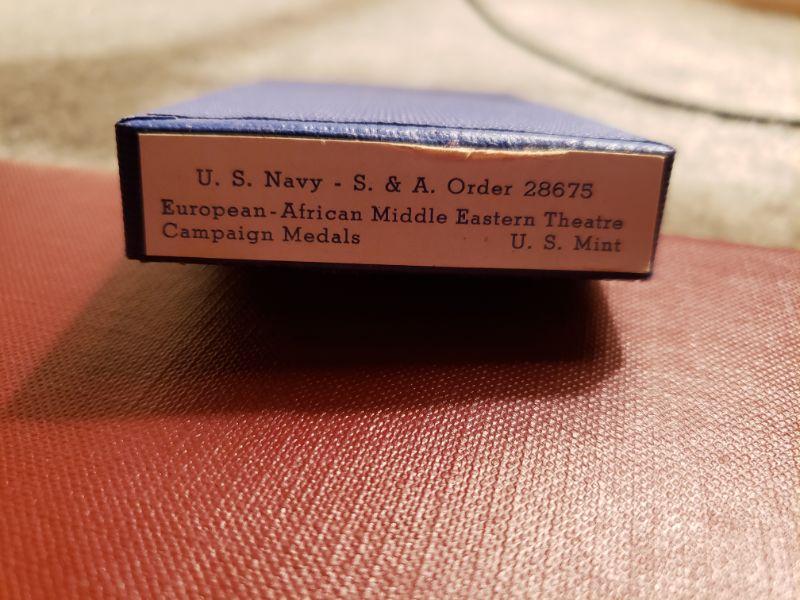 U. S. Navy - S. & A. Order 28675
European-African Middle Eastern Theatre
Campaign Medals U. S. Mint